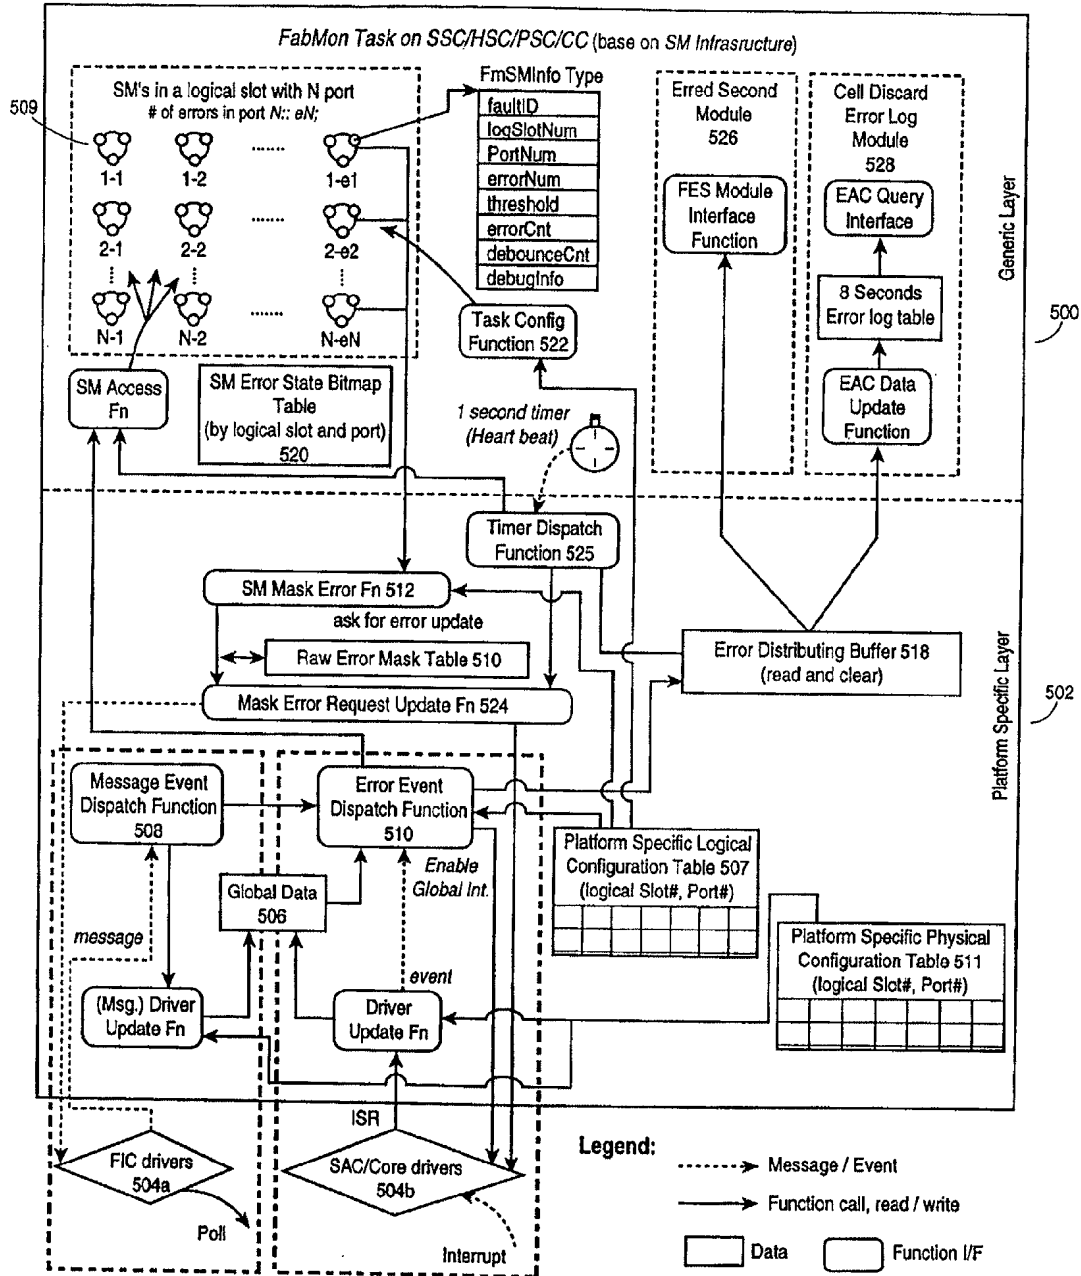 FabMon Task on SSC/HSC/PSC/CC (base on SM Infrasructure)
SM's in a logical slot with N port
# of errors in port N:: eN;
509
1-1
1-2
........
1-e1
2-1
2-2
........
2-e2
N-1
N-2
........
N-eN
FmSMInfo Type
faultID
logSlotNum
PortNum
errorNum
threshold
errorCnt
debounceCnt
debugInfo
Erred Second
Module
526
FES Module
Interface
Function
Cell Discard
Error Log
Module
528
EAC Query
Interface
8 Seconds
Error log table
EAC Data
Update
Function
Generic Layer
500
Task Config
Function 522
SM Access
Fn
SM Error State Bitmap
Table
(by logical slot and port)
520
1 second timer
(Heart beat)
Timer Dispatch
Function 525
SM Mask Error Fn 512
ask for error update
Raw Error Mask Table 510
Mask Error Request Update Fn 524
Error Distributing Buffer 518
(read and clear)
Platform Specific Layer
502
Message Event
Dispatch Function
508
Error Event
Dispatch Function
510
Enable
Global Int.
Global Data
506
message
event
(Msg.) Driver
Update Fn
Driver
Update Fn
Platform Specific Logical
Configuration Table 507
(logical Slot#, Port#)
Platform Specific Physical
Configuration Table 511
(logical Slot#, Port#)
ISR
FIC drivers
504a
Poll
SAC/Core drivers
504b
Interrupt
Legend:
Message / Event
Function call, read / write
Data
Function I/F